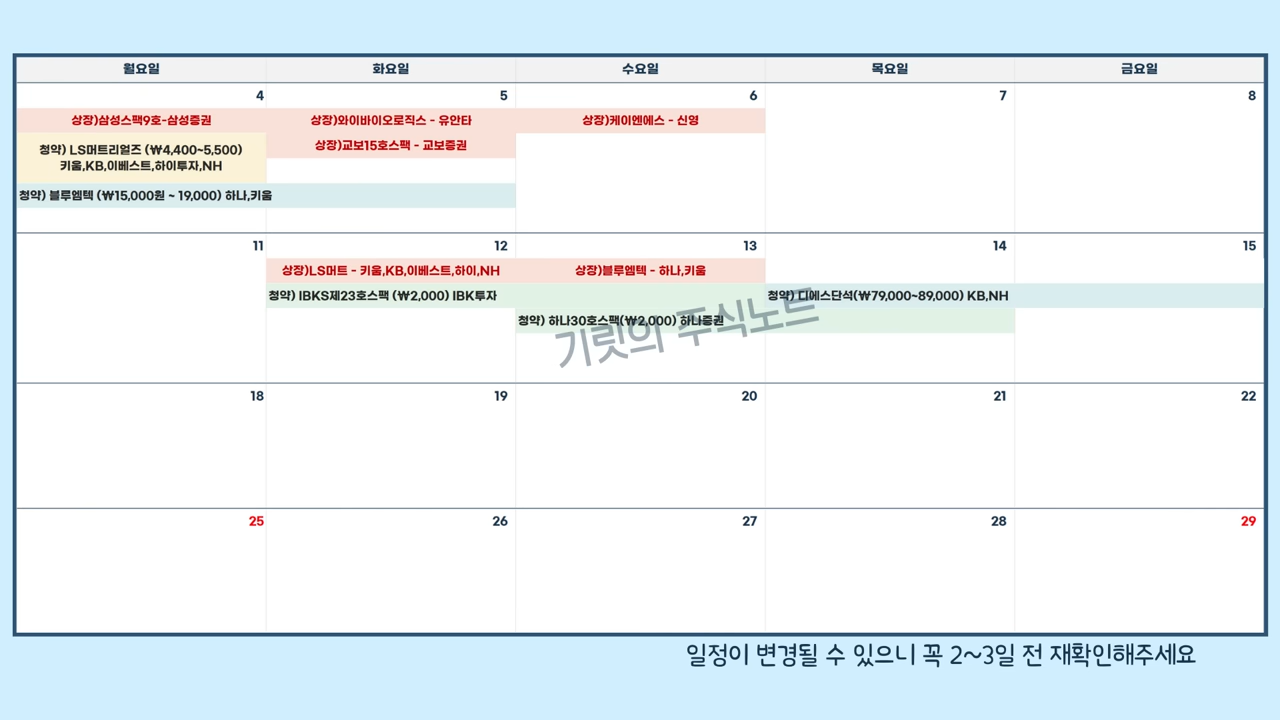 월요일 화요일 수요일 목요일 금요일
4 5 6 7 8
상장)삼성스팩9호-삼성증권 상장)와이바이오로직스 - 유안타 상장)케이엔에스 - 신영
청약) LS머트리얼즈 (₩4,400~5,500)
키움,KB,이베스트,하이투자,NH
상장)교보15호스팩 - 교보증권
청약) 블루엠텍 (₩15,000원 ~ 19,000) 하나,키움
11 12 13 14 15
상장)LS머트 - 키움,KB,이베스트,하이,NH 상장)블루엠텍 - 하나,키움
청약) IBKS제23호스팩 (₩2,000) IBK투자 청약) 디에스단석(₩79,000~89,000) KB,NH
청약) 하나30호스팩(₩2,000) 하나증권
기릿의 주식노트
18 19 20 21 22
25 26 27 28 29
일정이 변경될 수 있으니 꼭 2~3일 전 재확인해주세요